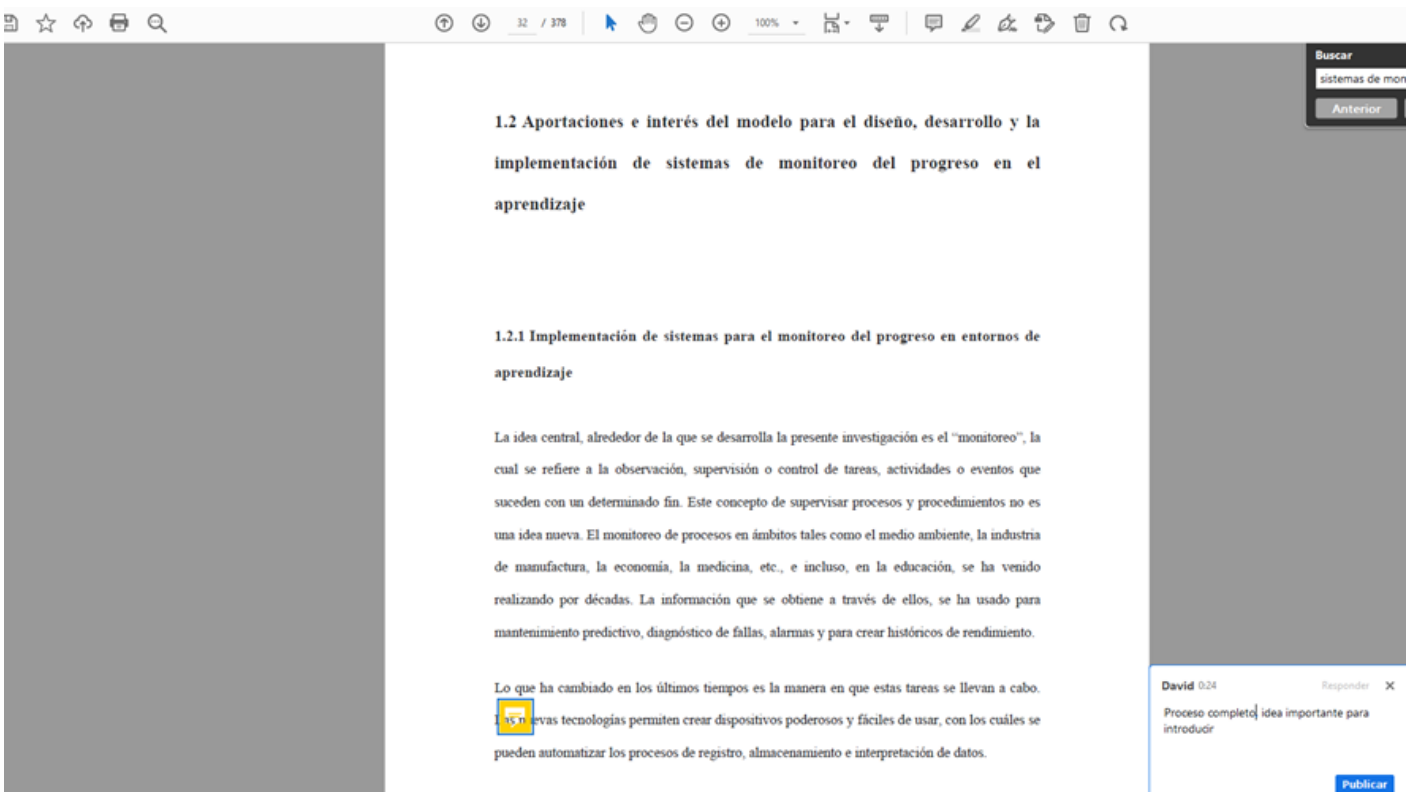 32 / 378
100%
Buscar
sistemas de mon
Anterior
1.2 Aportaciones e interés del modelo para el diseño, desarrollo y la
implementación de sistemas de monitoreo del progreso en el
aprendizaje
1.2.1 Implementación de sistemas para el monitoreo del progreso en entornos de
aprendizaje
La idea central, alrededor de la que se desarrolla la presente investigación es el “monitoreo”, la
cual se refiere a la observación, supervisión o control de tareas, actividades o eventos que
suceden con un determinado fin. Este concepto de supervisar procesos y procedimientos no es
una idea nueva. El monitoreo de procesos en ámbitos tales como el medio ambiente, la industria
de manufactura, la economía, la medicina, etc., e incluso, en la educación, se ha venido
realizando por décadas. La información que se obtiene a través de ellos, se ha usado para
mantenimiento predictivo, diagnóstico de fallas, alarmas y para crear históricos de rendimiento.
Lo que ha cambiado en los últimos tiempos es la manera en que estas tareas se llevan a cabo.
Las nuevas tecnologías permiten crear dispositivos poderosos y fáciles de usar, con los cuáles se
pueden automatizar los procesos de registro, almacenamiento e interpretación de datos.
David 0:24
Responder
Proceso completo, idea importante para
introducir
Publicar